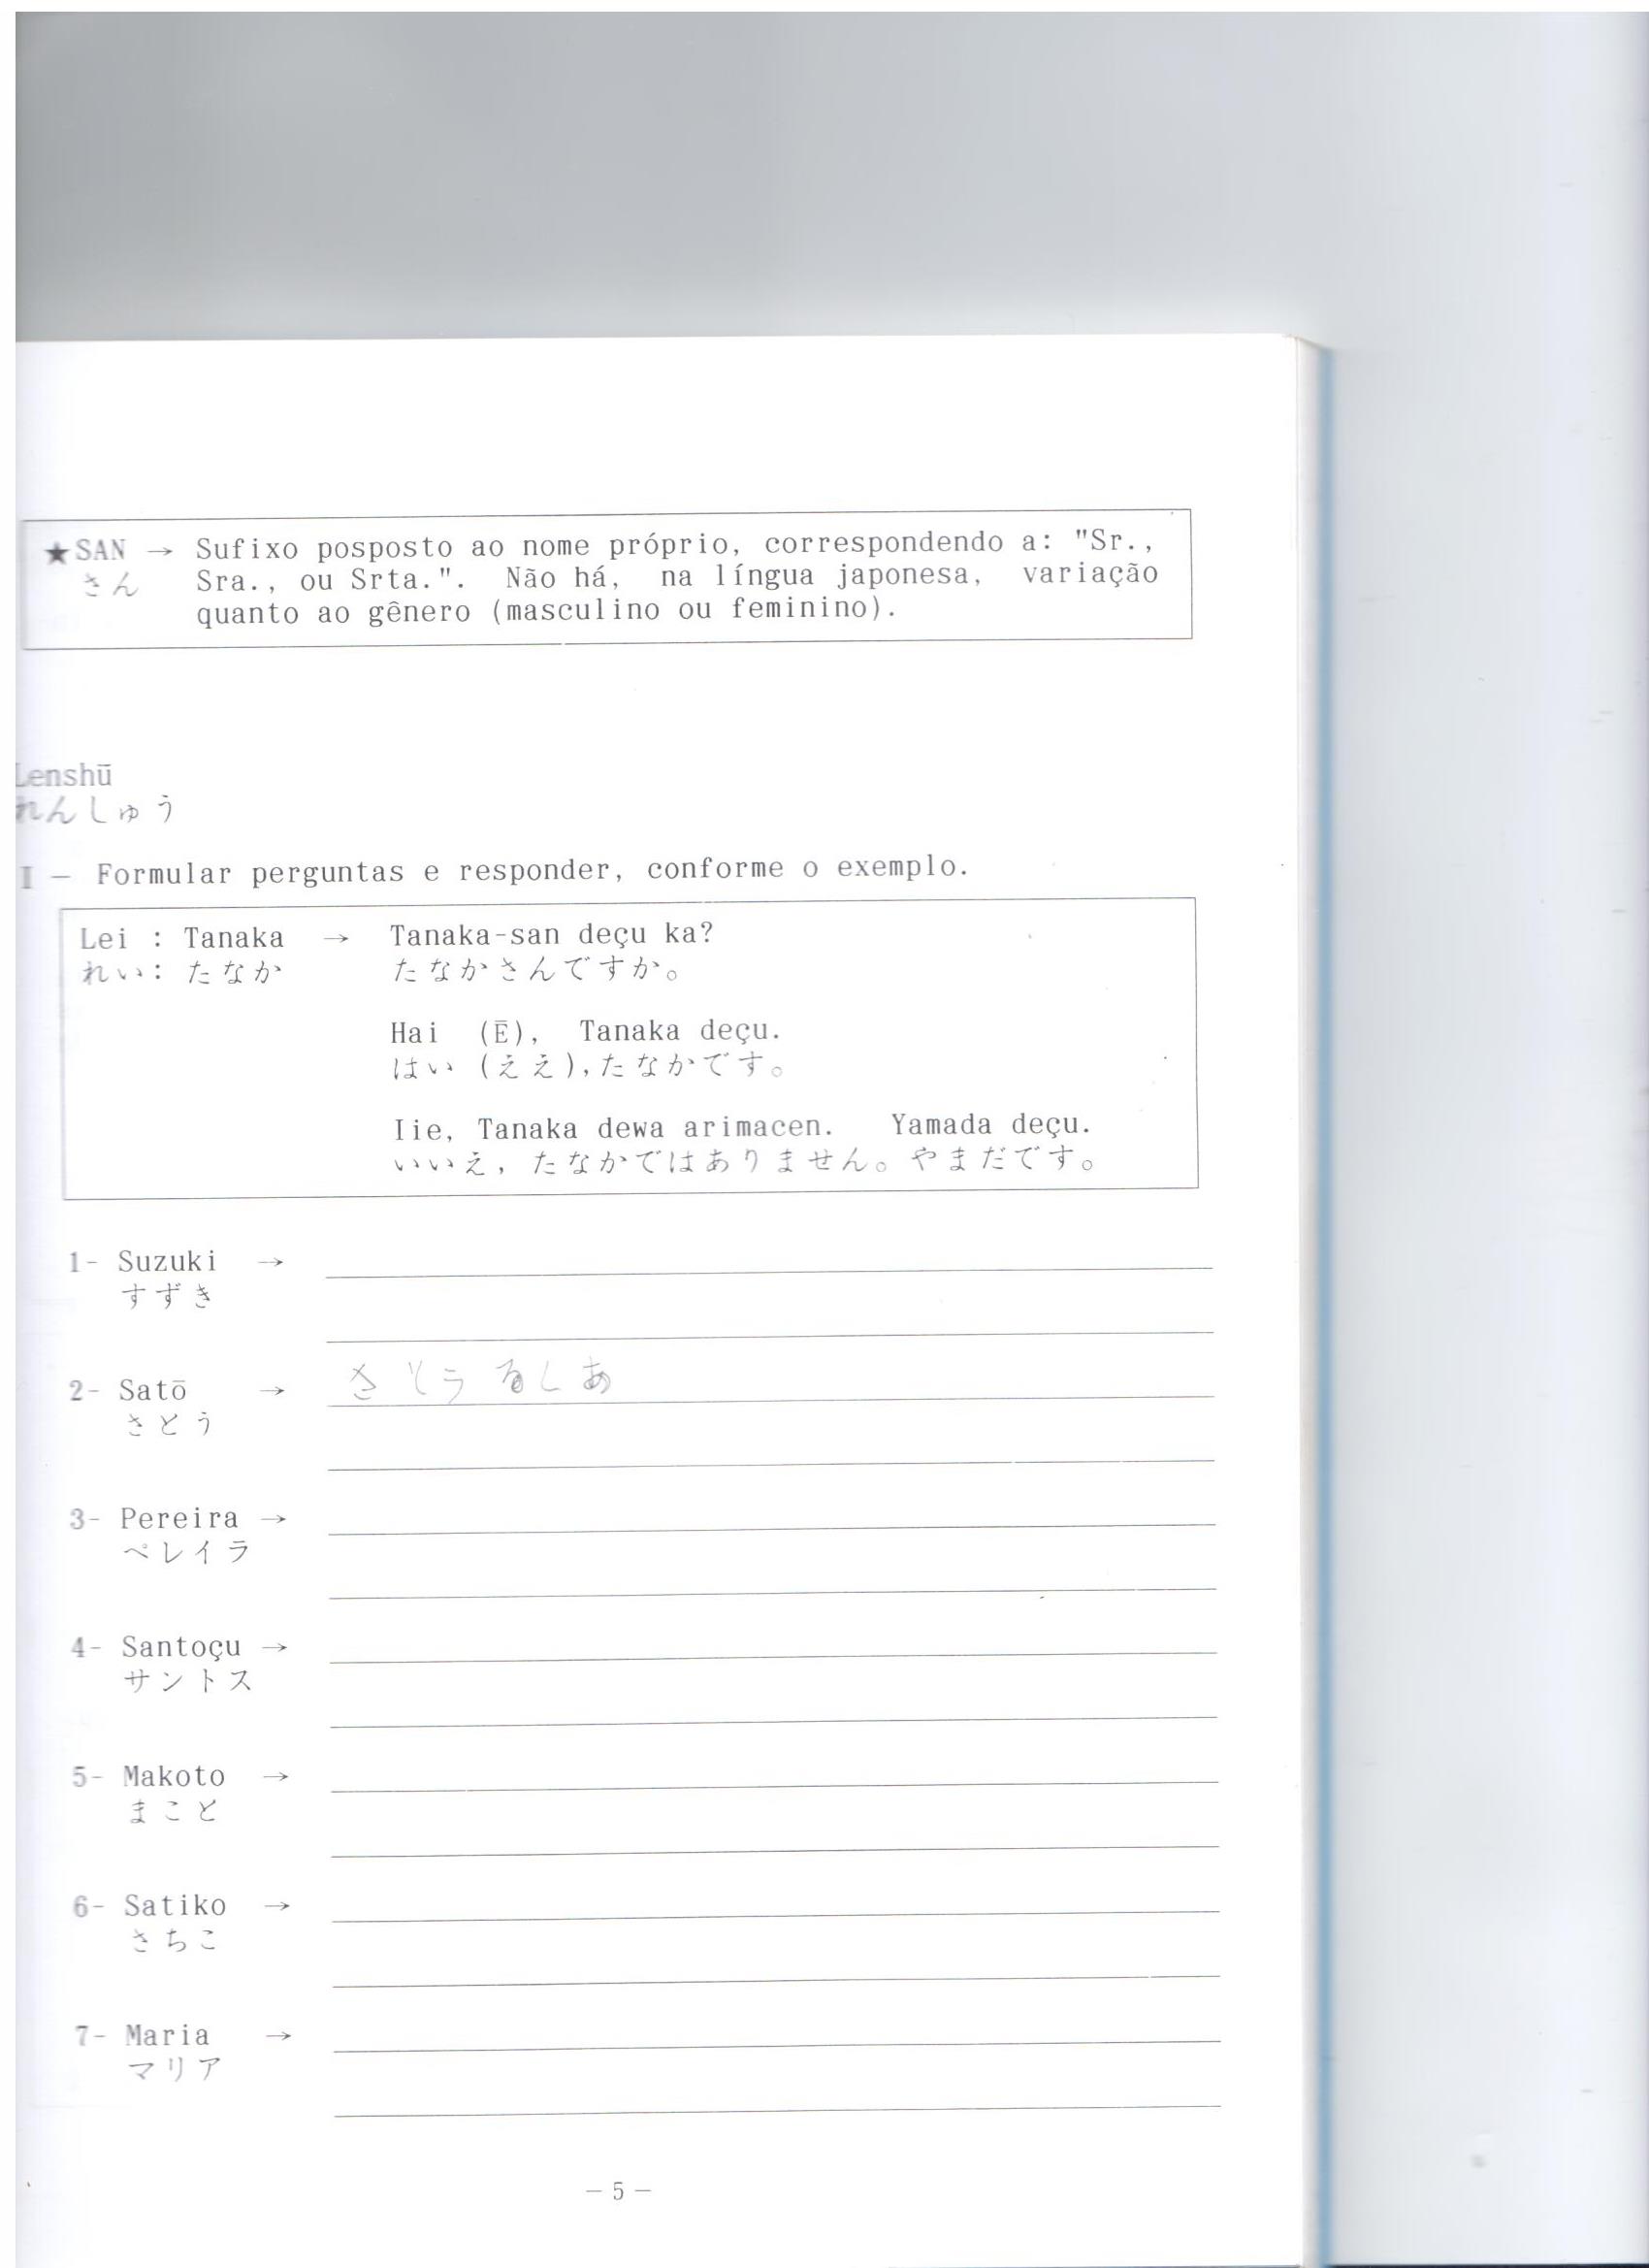 ★SAN → Sufixo posposto ao nome próprio, correspondendo a: "Sr.,
さん Sra., ou Srta.". Não há, na língua japonesa, variação
quanto ao gênero (masculino ou feminino).
Lenshū
れんしゅう
I — Formular perguntas e responder, conforme o exemplo.
Lei : Tanaka → Tanaka-san deçu ka?
れい: たなか たなかさんですか。
Hai (Ē), Tanaka deçu.
はい (ええ), たなかです。
Iie, Tanaka dewa arimacen. Yamada deçu.
いいえ, たなかではありません。やまだです。
1- Suzuki →
すずき
2- Satō → さとうるしあ
さとう
3- Pereira →
ペレイラ
4- Santoçu →
サントス
5- Makoto →
まこと
6- Satiko →
さちこ
7- Maria →
マリア
— 5 —